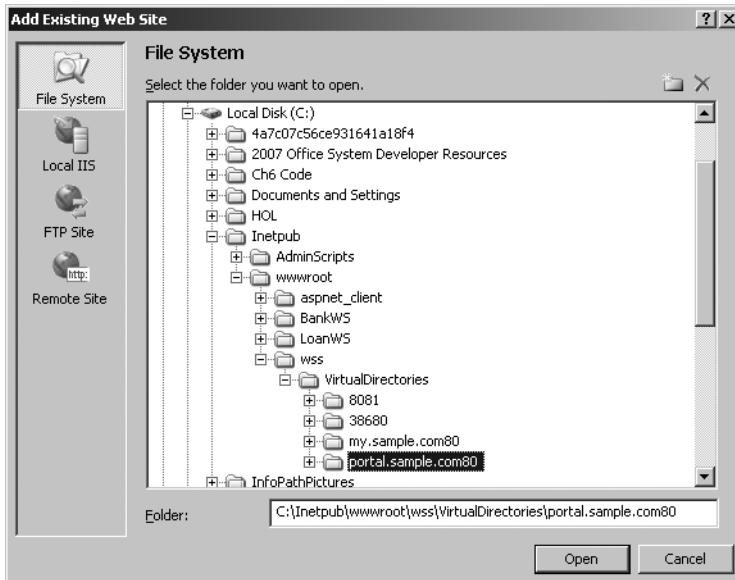 Add Existing Web Site
File System
Select the folder you want to open.
File System
Local IIS
FTP Site
http:
Remote Site
Local Disk (C:)
4a7c07c56ce931641a18f4
2007 Office System Developer Resources
Ch6 Code
Documents and Settings
HOL
Inetpub
AdminScripts
wwwroot
aspnet_client
BankWS
LoanWS
wss
VirtualDirectories
8081
38680
my.sample.com80
portal.sample.com80
InfoPathPictures
Folder: C:\Inetpub\wwwroot\wss\VirtualDirectories\portal.sample.com80
Open Cancel